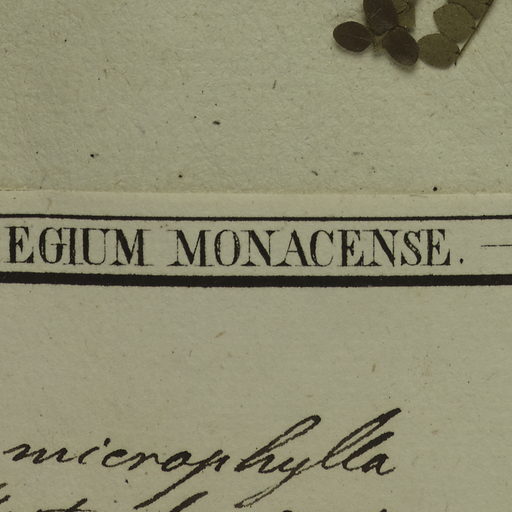 EGIUM MONACENSE. —
microphylla